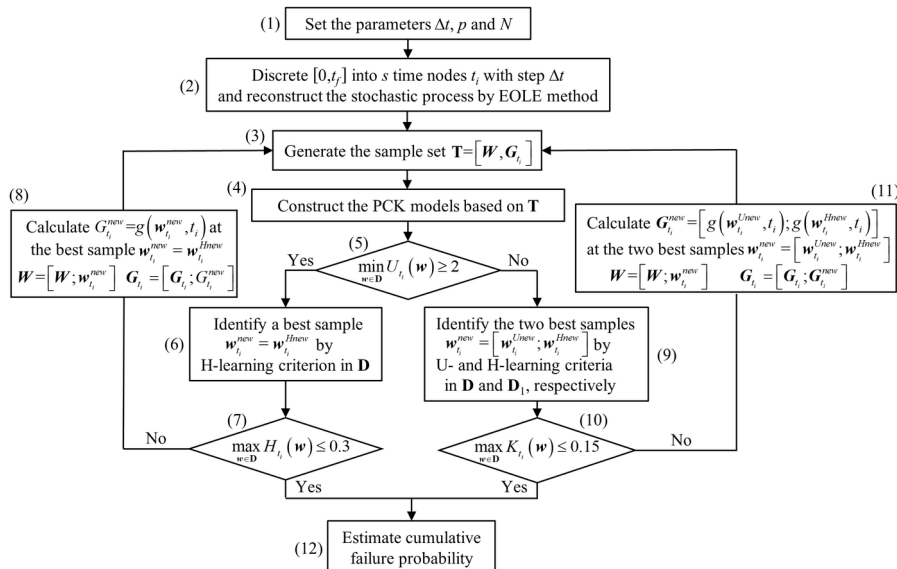 (1)
Set the parameters Δt, p and N
(2)
Discrete [0,t_f] into s time nodes t_i with step Δt
and reconstruct the stochastic process by EOLE method
(3)
Generate the sample set T=[W, G_{t_i}]
(4)
Construct the PCK models based on T
(5)
min_{w∈D} U_{t_i}(w) ≥ 2
Yes
No
(6)
Identify a best sample
w_{t_i}^{new} = w_{t_i}^{Hnew} by
H-learning criterion in D
(7)
max_{w∈D} H_{t_i}(w) ≤ 0.3
No
Yes
(8)
Calculate G_{t_i}^{new}=g(w_{t_i}^{new}, t_i) at
the best sample w_{t_i}^{new} = w_{t_i}^{Hnew}
W=[W; w_{t_i}^{new}] G_{t_i}=[G_{t_i}; G_{t_i}^{new}]
(9)
Identify the two best samples
w_{t_i}^{new} = [w_{t_i}^{Unew}; w_{t_i}^{Hnew}] by
U- and H-learning criteria
in D and D_1, respectively
(10)
max_{w∈D} K_{t_i}(w) ≤ 0.15
No
Yes
(11)
Calculate G_{t_i}^{new}=[g(w_{t_i}^{Unew}, t_i); g(w_{t_i}^{Hnew}, t_i)]
at the two best samples w_{t_i}^{new}=[w_{t_i}^{Unew}; w_{t_i}^{Hnew}]
W=[W; w_{t_i}^{new}] G_{t_i}=[G_{t_i}; G_{t_i}^{new}]
(12)
Estimate cumulative
failure probability